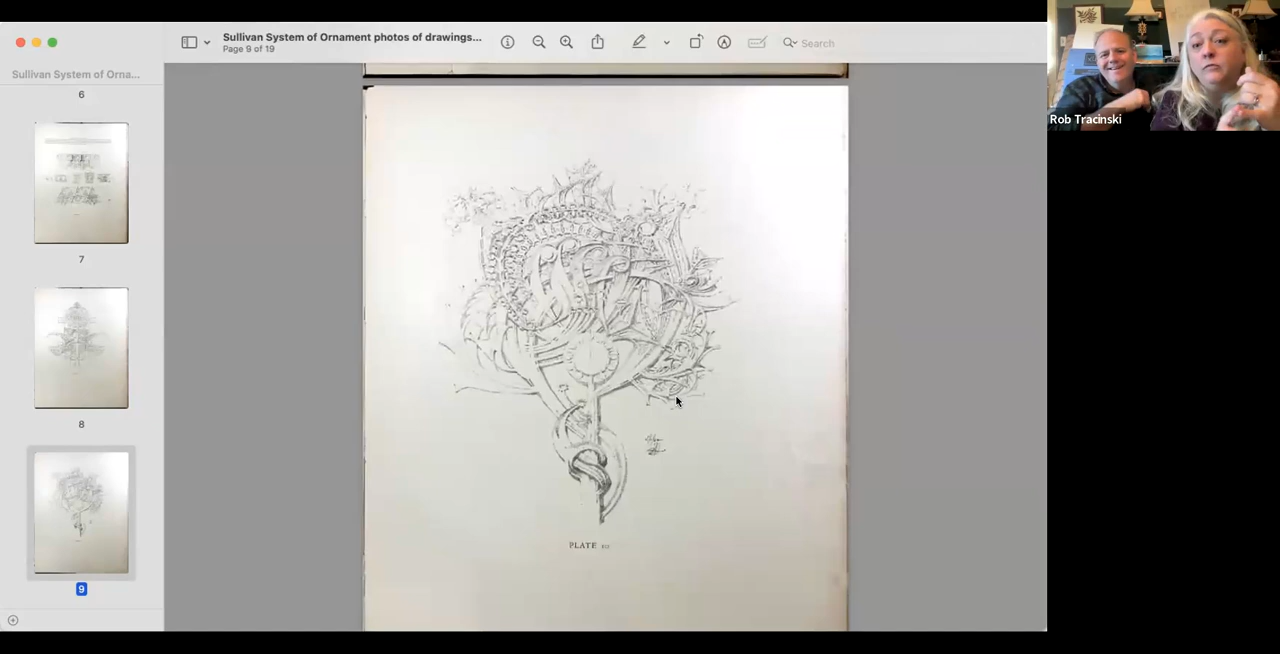 Sullivan System of Ornament photos of drawings...
Page 9 of 19
Search
Sullivan System of Orna...
6
7
8
9
PLATE 10
Rob Tracinski